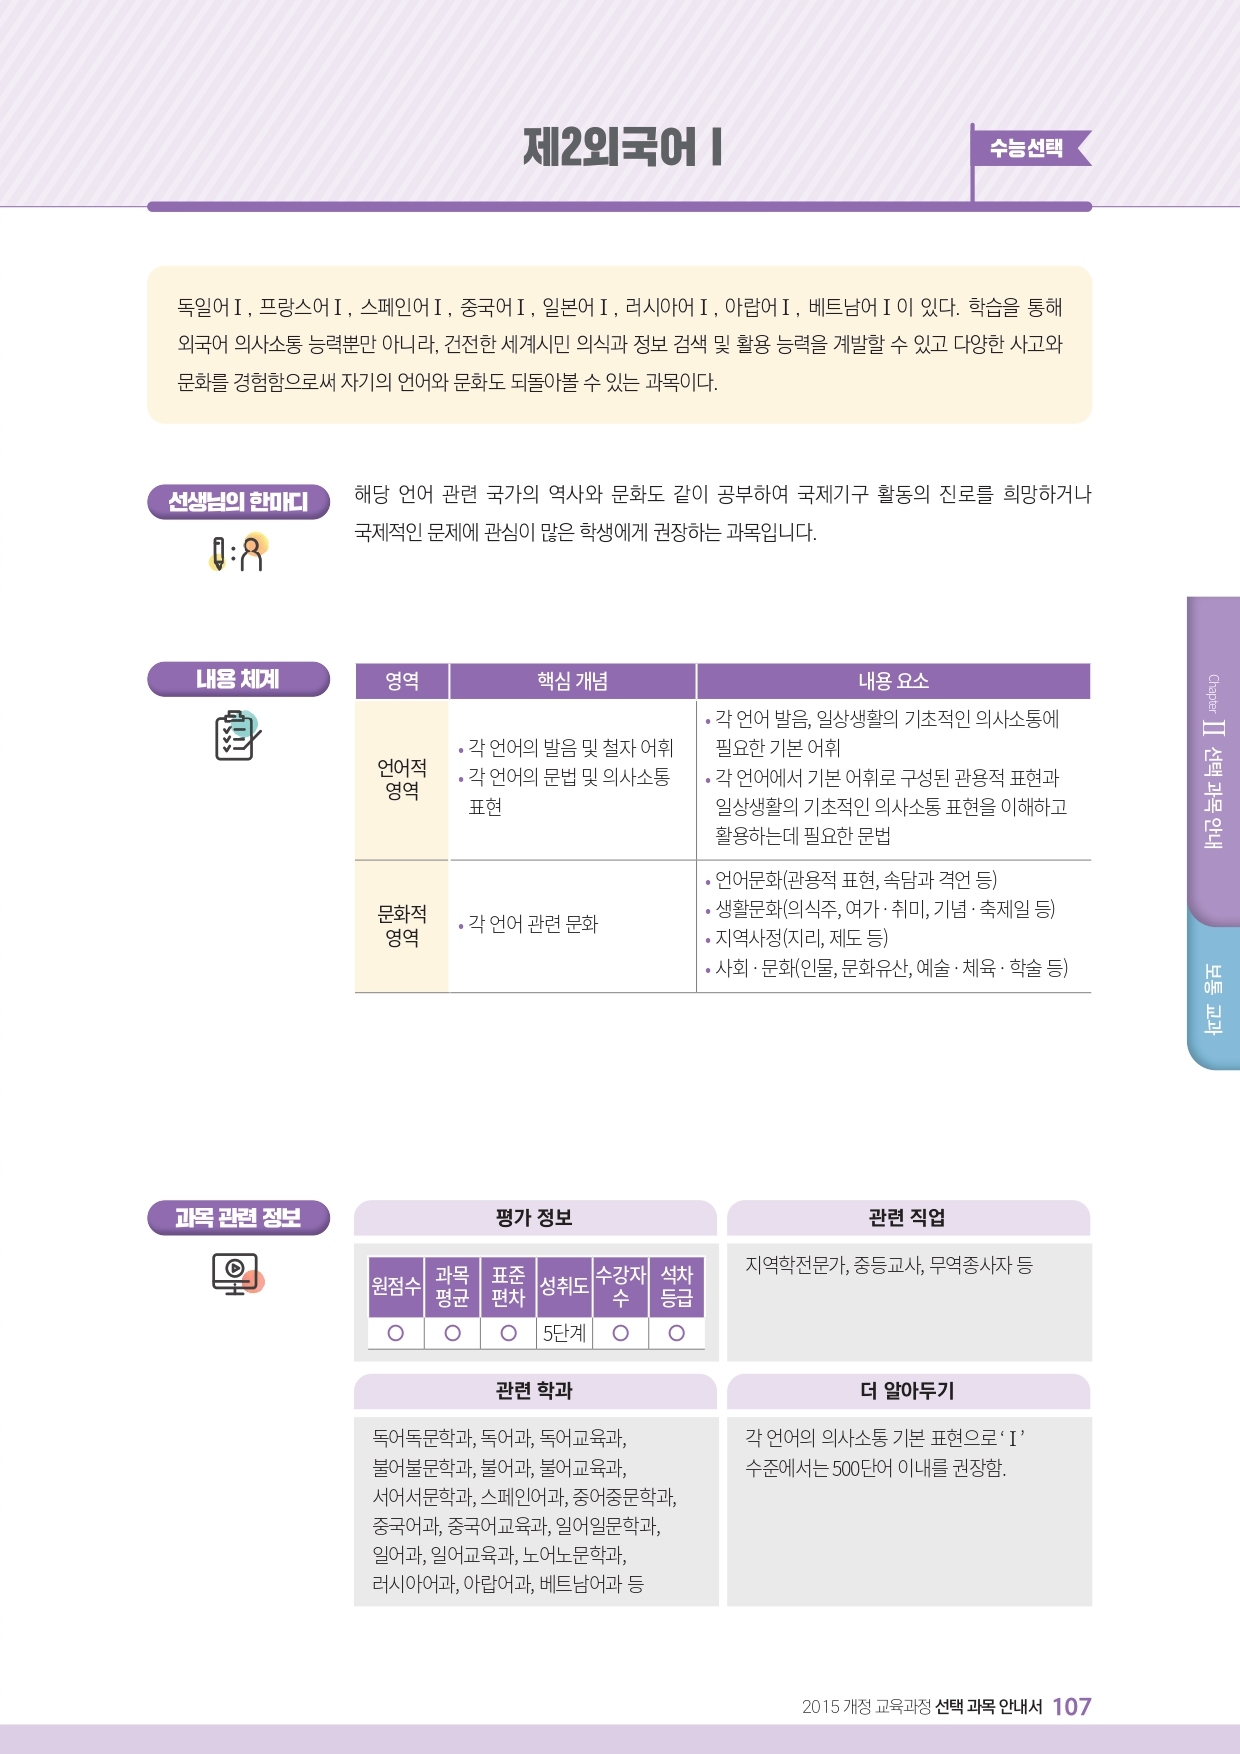 제2외국어 Ⅰ
수능선택
독일어Ⅰ, 프랑스어Ⅰ, 스페인어Ⅰ, 중국어Ⅰ, 일본어Ⅰ, 러시아어Ⅰ, 아랍어Ⅰ, 베트남어Ⅰ이 있다. 학습을 통해
외국어 의사소통 능력뿐만 아니라, 건전한 세계시민 의식과 정보 검색 및 활용 능력을 계발할 수 있고 다양한 사고와
문화를 경험함으로써 자기의 언어와 문화도 되돌아볼 수 있는 과목이다.
선생님의 한마디
해당 언어 관련 국가의 역사와 문화도 같이 공부하여 국제기구 활동의 진로를 희망하거나
국제적인 문제에 관심이 많은 학생에게 권장하는 과목입니다.
내용 체계
영역 핵심 개념 내용 요소
언어적
영역
• 각 언어의 발음 및 철자 어휘
• 각 언어의 문법 및 의사소통
표현
• 각 언어 발음, 일상생활의 기초적인 의사소통에
필요한 기본 어휘
• 각 언어에서 기본 어휘로 구성된 관용적 표현과
일상생활의 기초적인 의사소통 표현을 이해하고
활용하는데 필요한 문법
문화적
영역
• 각 언어 관련 문화
• 언어문화(관용적 표현, 속담과 격언 등)
• 생활문화(의식주, 여가 · 취미, 기념 · 축제일 등)
• 지역사정(지리, 제도 등)
• 사회 · 문화(인물, 문화유산, 예술 · 체육 · 학술 등)
Chapter Ⅱ 선택 과목 안내
보통 교과
과목 관련 정보
평가 정보
원점수 과목 평균 표준 편차 성취도 수강자 수 석차 등급
○ ○ ○ 5단계 ○ ○
관련 직업
지역학전문가, 중등교사, 무역종사자 등
관련 학과
독어독문학과, 독어과, 독어교육과,
불어불문학과, 불어과, 불어교육과,
서어서문학과, 스페인어과, 중어중문학과,
중국어과, 중국어교육과, 일어일문학과,
일어과, 일어교육과, 노어노문학과,
러시아어과, 아랍어과, 베트남어과 등
더 알아두기
각 언어의 의사소통 기본 표현으로 ‘Ⅰ’
수준에서는 500단어 이내를 권장함.
2015 개정 교육과정 선택 과목 안내서 107